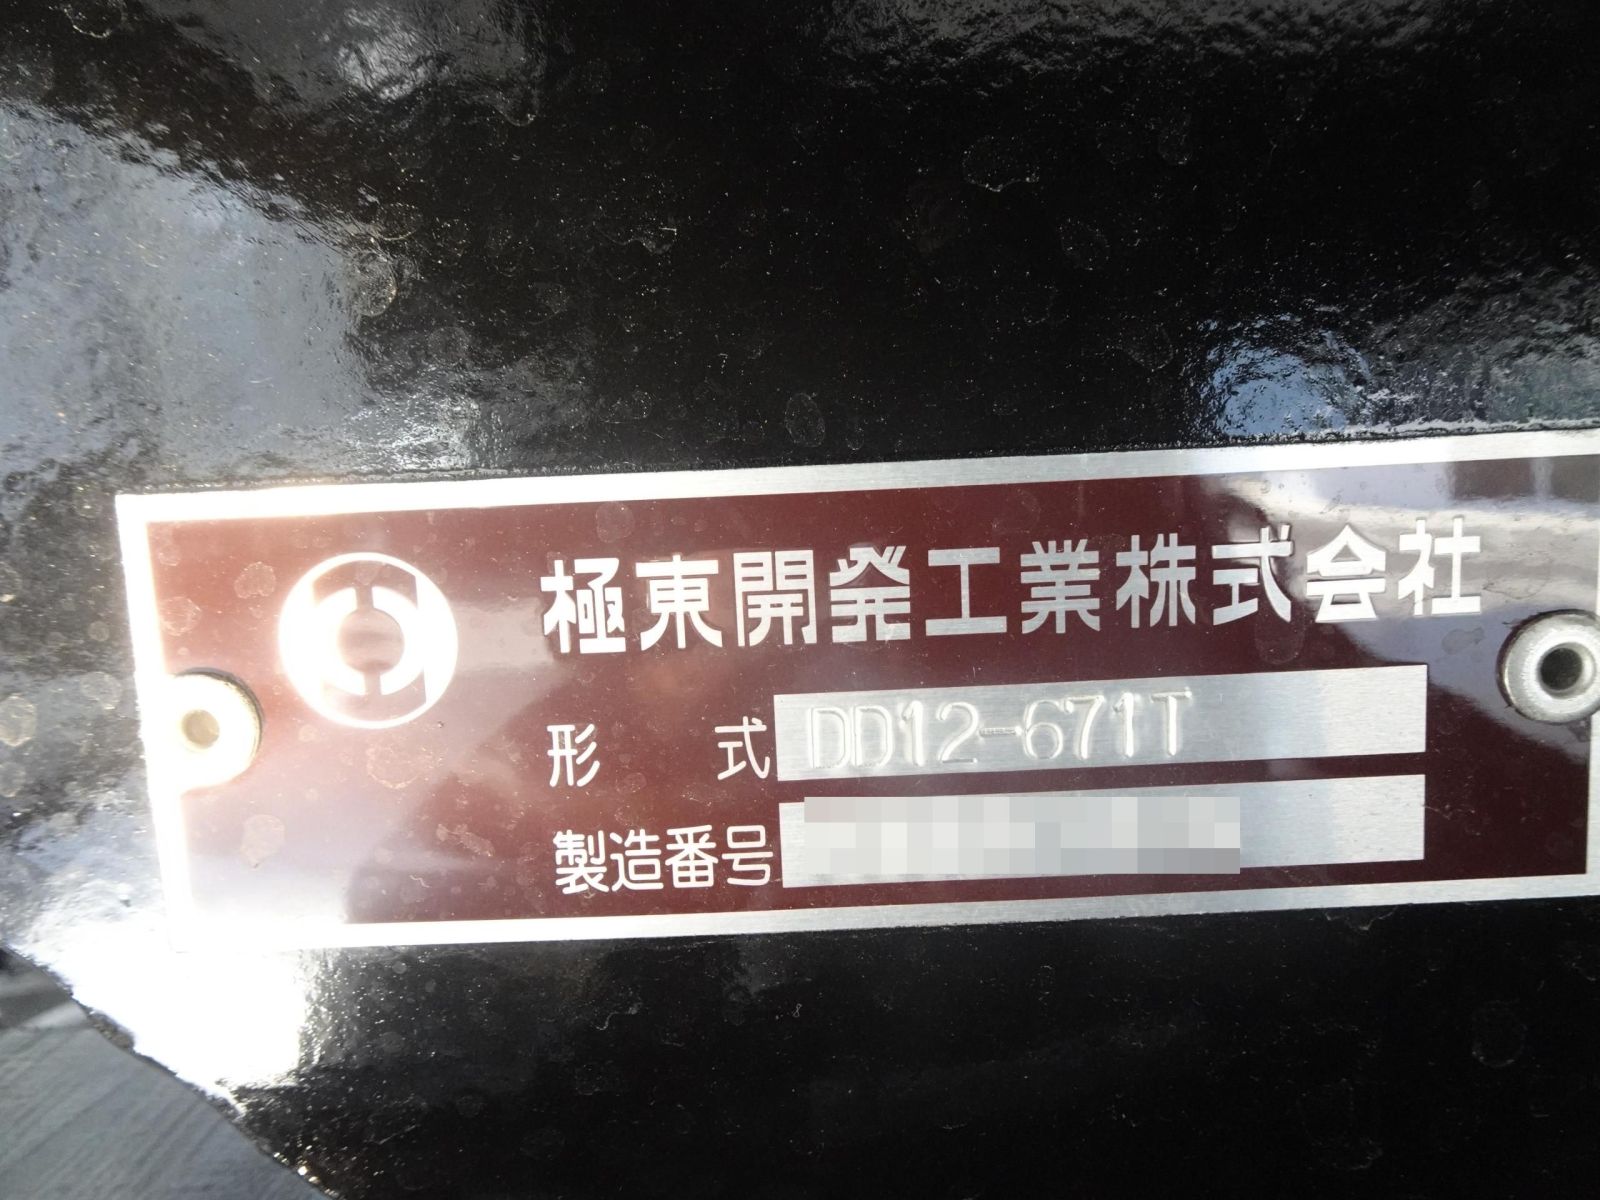 極東開発工業株式会社
形式 DD12-671T
製造番号